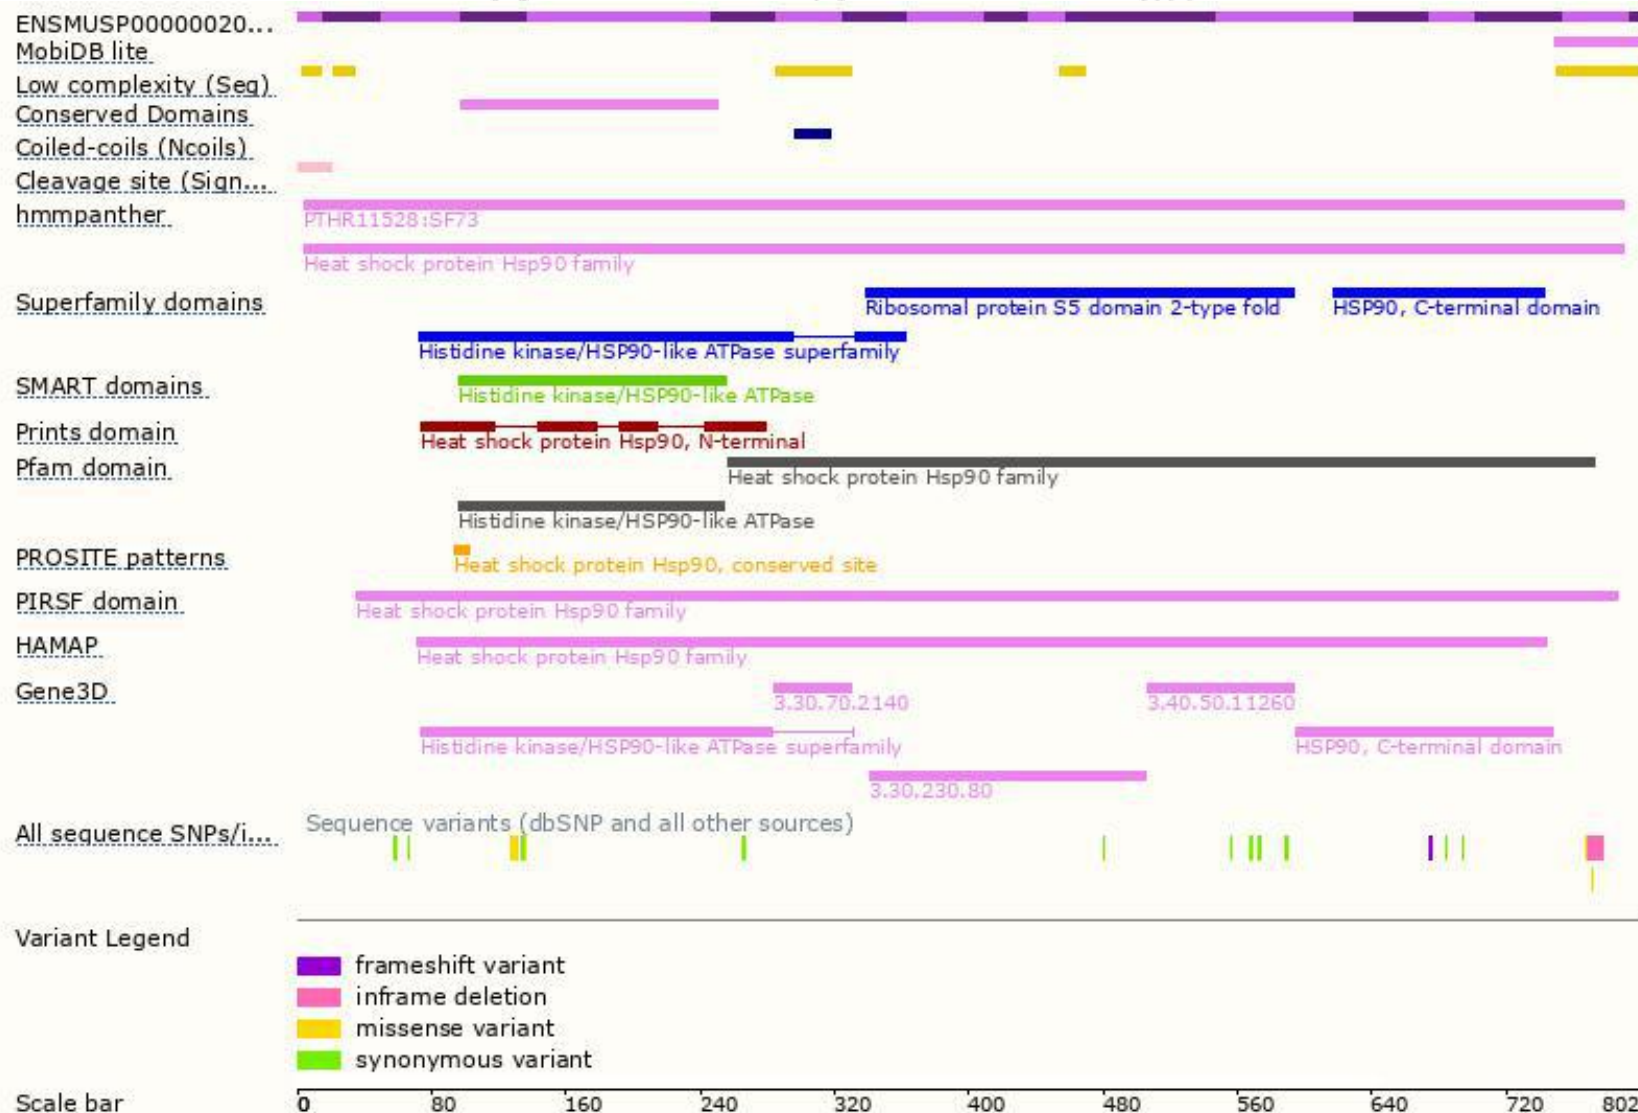 ENSMUSP00000020...
MobiDB lite
Low complexity (Seg)
Conserved Domains
Coiled-coils (Ncoils)
Cleavage site (Sign...
hmmpanther
PTHR11528:SF73
Heat shock protein Hsp90 family
Superfamily domains
Ribosomal protein S5 domain 2-type fold
HSP90, C-terminal domain
Histidine kinase/HSP90-like ATPase superfamily
SMART domains
Histidine kinase/HSP90-like ATPase
Prints domain
Heat shock protein Hsp90, N-terminal
Pfam domain
Heat shock protein Hsp90 family
Histidine kinase/HSP90-like ATPase
PROSITE patterns
Heat shock protein Hsp90, conserved site
PIRSF domain
Heat shock protein Hsp90 family
HAMAP
Heat shock protein Hsp90 family
Gene3D
3.30.70.2140
3.40.50.11260
Histidine kinase/HSP90-like ATPase superfamily
HSP90, C-terminal domain
3.30.230.80
All sequence SNPs/i...
Sequence variants (dbSNP and all other sources)
Variant Legend
frameshift variant
inframe deletion
missense variant
synonymous variant
Scale bar
0 80 160 240 320 400 480 560 640 720 802